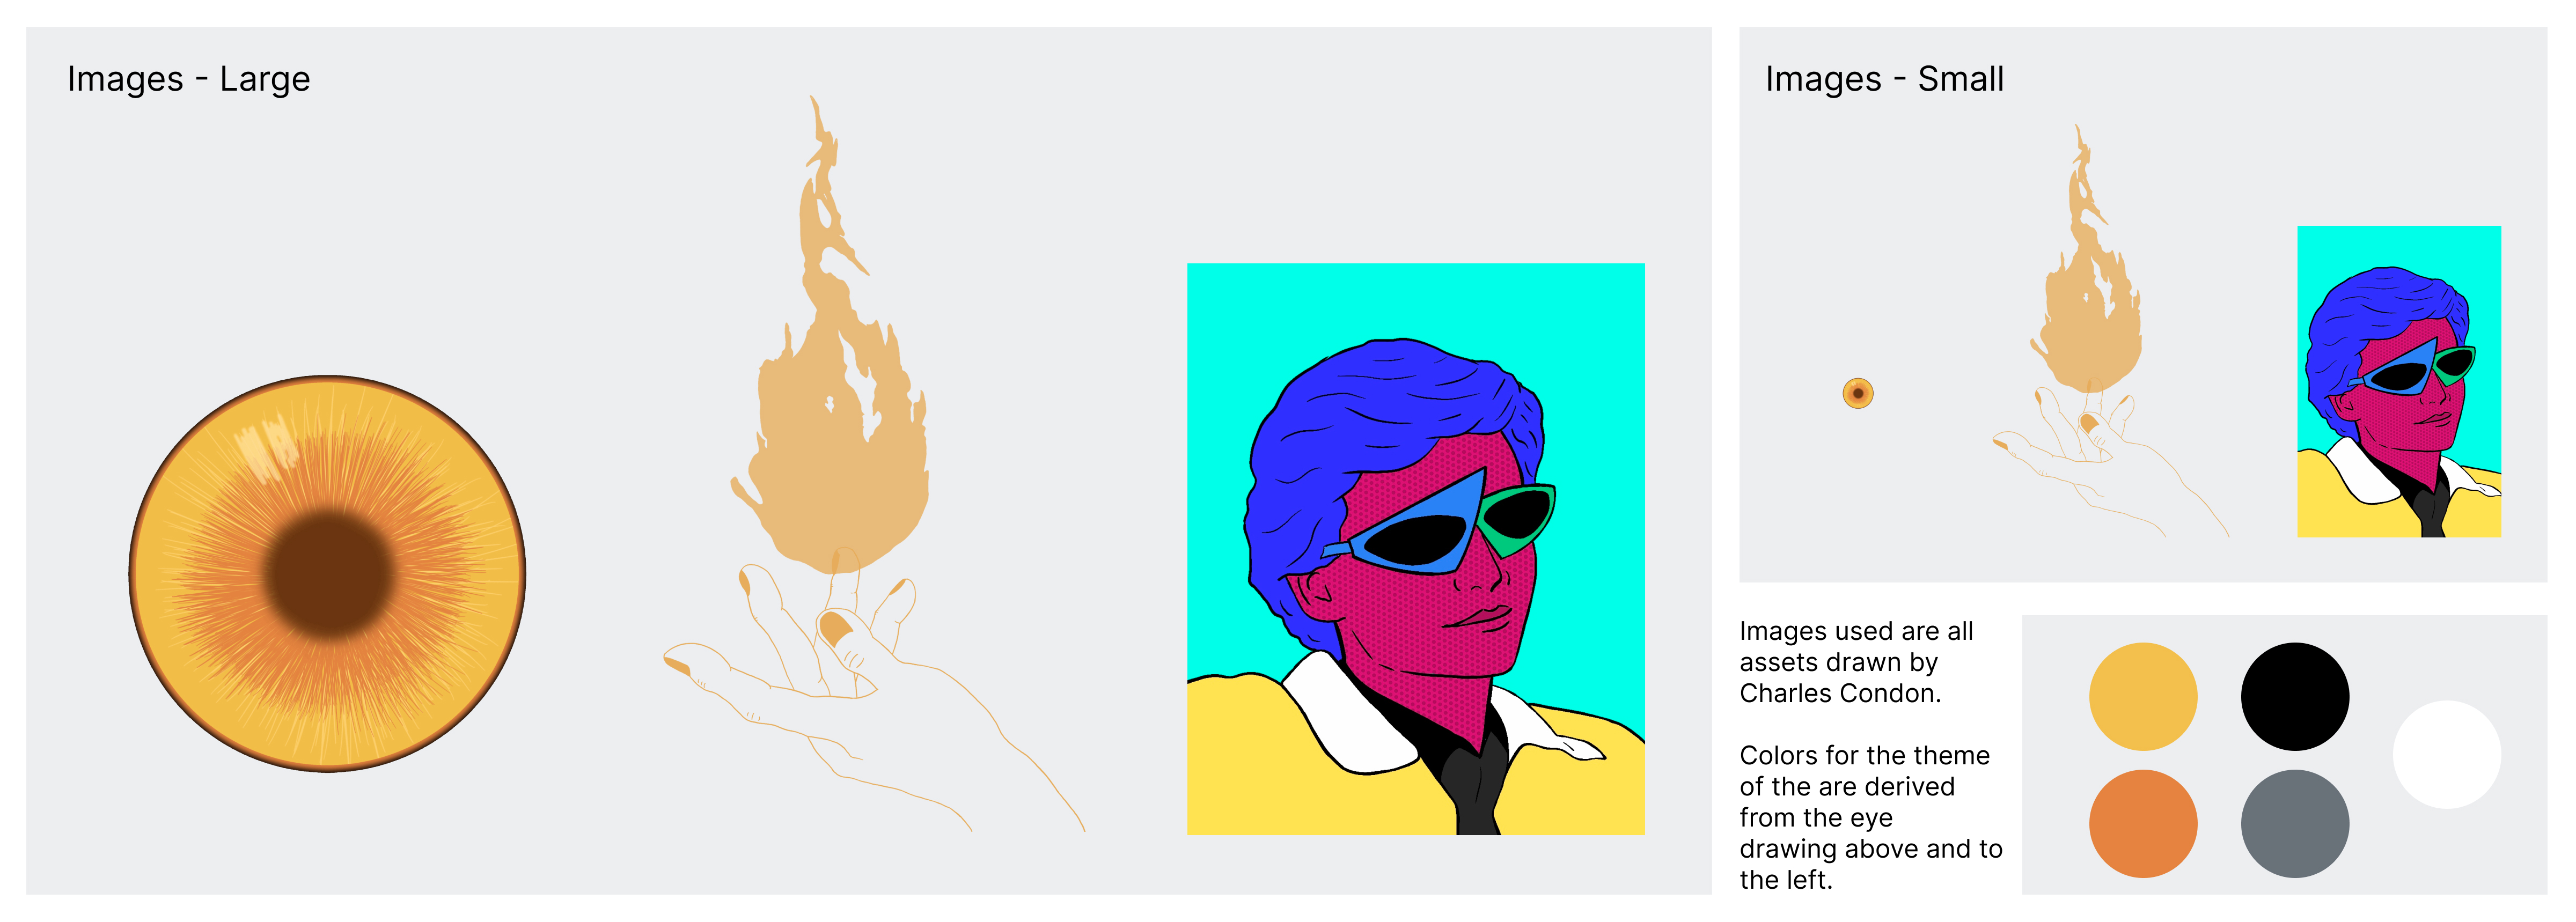 Images - Large
Images - Small
Images used are all
assets drawn by
Charles Condon.
Colors for the theme
of the are derived
from the eye
drawing above and to
the left.